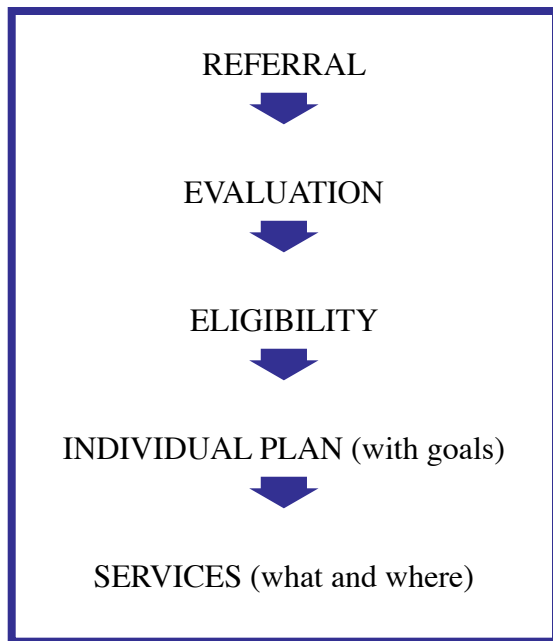 REFERRAL
EVALUATION
ELIGIBILITY
INDIVIDUAL PLAN (with goals)
SERVICES (what and where)